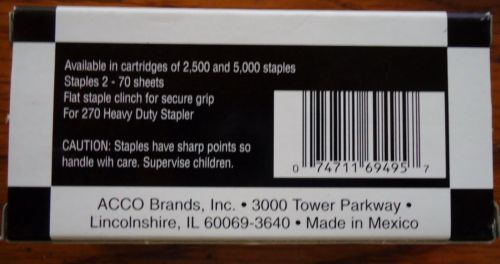 Available in cartridges of 2,500 and 5,000 staples
Staples 2 - 70 sheets
Flat staple clinch for secure grip
For 270 Heavy Duty Stapler
CAUTION: Staples have sharp points so
handle wih care. Supervise children.
0 74711 69495 7
ACCO Brands, Inc. • 3000 Tower Parkway •
Lincolnshire, IL 60069-3640 • Made in Mexico